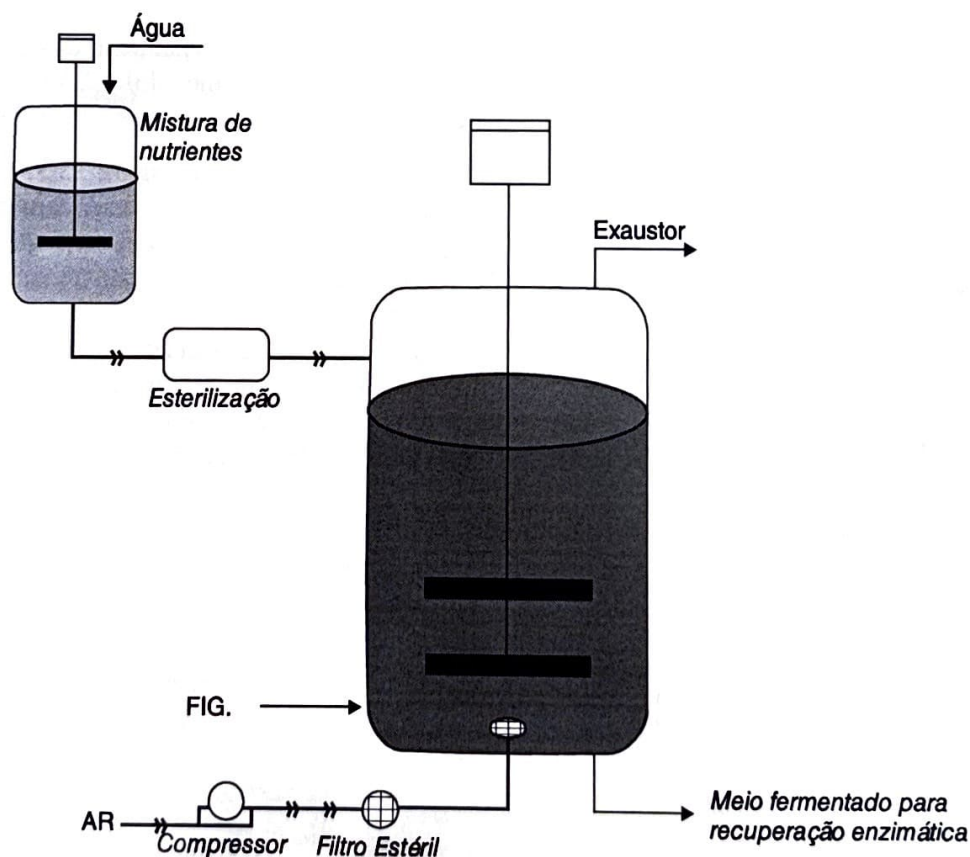 Água
Mistura de
nutrientes
Exaustor
Esterilização
FIG.
AR
Compressor
Filtro Estéril
Meio fermentado para
recuperação enzimática